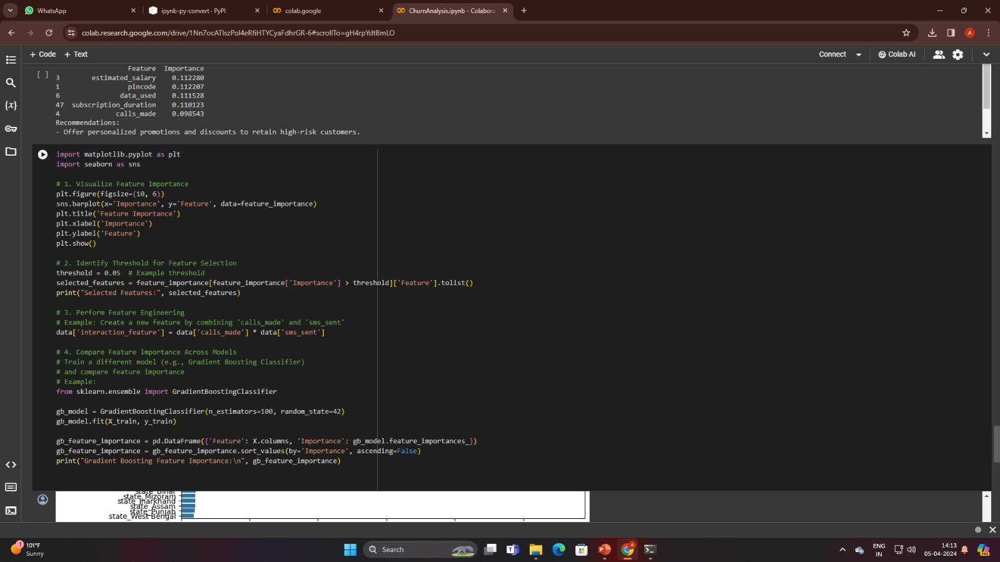 WhatsApp
ipynb-py-convert · PyPI
colab.google
ChurnAnalysis.ipynb - Colabora
colab.research.google.com/drive/1Nn7ocATlszPol4eRfiHTYCyaFdhrGR-6#scrollTo=gH4rpYdtBmLO
A
+ Code + Text
Connect
Colab AI
[ ]
Feature Importance
3 estimated_salary 0.112280
1 pincode 0.112207
6 data_used 0.111528
47 subscription_duration 0.110123
4 calls_made 0.098543
Recommendations:
- Offer personalized promotions and discounts to retain high-risk customers.
{x}
import matplotlib.pyplot as plt
import seaborn as sns
# 1. Visualize Feature Importance
plt.figure(figsize=(10, 6))
sns.barplot(x='Importance', y='Feature', data=feature_importance)
plt.title('Feature Importance')
plt.xlabel('Importance')
plt.ylabel('Feature')
plt.show()
# 2. Identify Threshold for Feature Selection
threshold = 0.05  # Example threshold
selected_features = feature_importance[feature_importance['Importance'] > threshold]['Feature'].tolist()
print("Selected Features:", selected_features)
# 3. Perform Feature Engineering
# Example: Create a new feature by combining 'calls_made' and 'sms_sent'
data['interaction_feature'] = data['calls_made'] * data['sms_sent']
# 4. Compare Feature Importance Across Models
# Train a different model (e.g., Gradient Boosting Classifier)
# and compare feature importance
# Example:
from sklearn.ensemble import GradientBoostingClassifier
gb_model = GradientBoostingClassifier(n_estimators=100, random_state=42)
gb_model.fit(X_train, y_train)
gb_feature_importance = pd.DataFrame({'Feature': X.columns, 'Importance': gb_model.feature_importances_})
gb_feature_importance = gb_feature_importance.sort_values(by='Importance', ascending=False)
print("Gradient Boosting Feature Importance:\n", gb_feature_importance)
state_Bihar
state_Mizoram
state_Jharkhand
state_Assam
state_Punjab
state_West Bengal
1
101°F
Sunny
Search
ENG
IN
14:13
05-04-2024